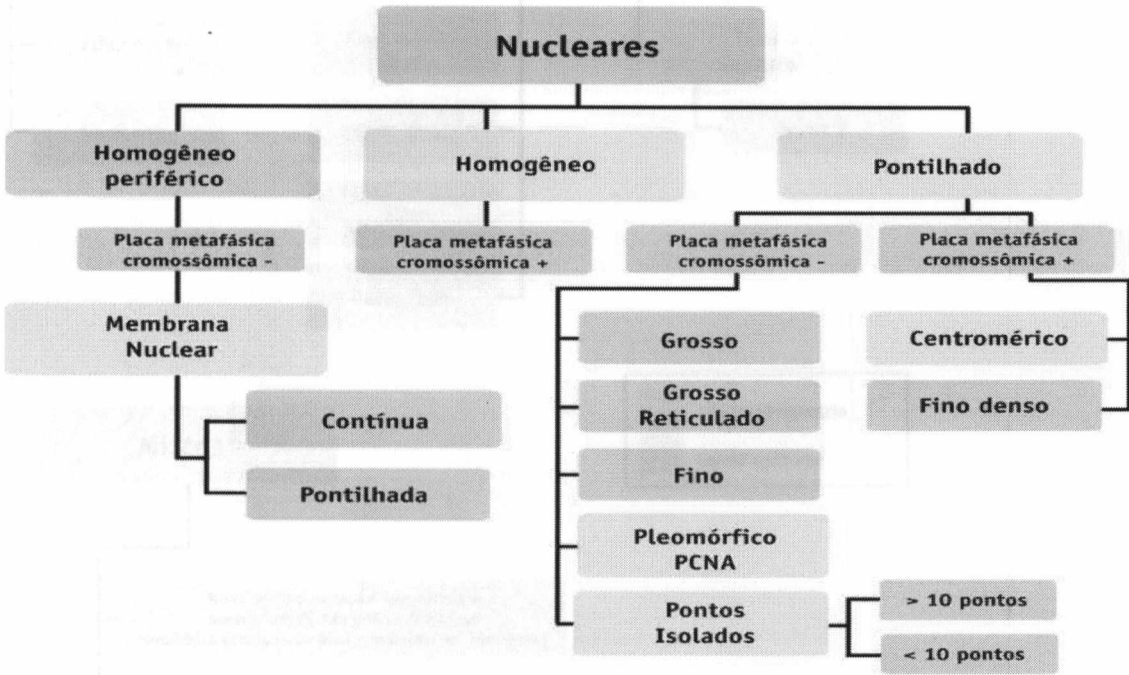 Nucleares
Homogêneo
periférico
Homogêneo
Pontilhado
Placa metafásica
cromossômica -
Placa metafásica
cromossômica +
Placa metafásica
cromossômica -
Placa metafásica
cromossômica +
Membrana
Nuclear
Contínua
Pontilhada
Grosso
Grosso
Reticulado
Fino
Pleomórfico
PCNA
Pontos
Isolados
> 10 pontos
< 10 pontos
Centromérico
Fino denso